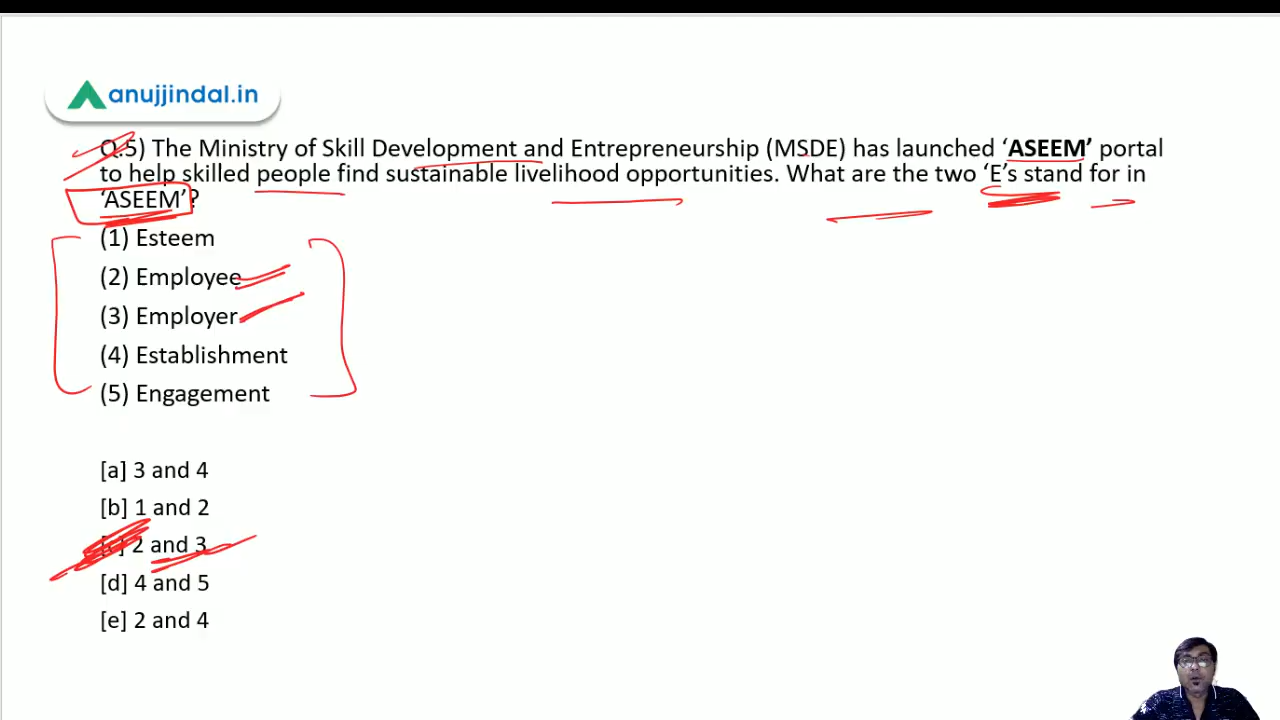 anujjindal.in
Q.5) The Ministry of Skill Development and Entrepreneurship (MSDE) has launched ‘ASEEM’ portal
to help skilled people find sustainable livelihood opportunities. What are the two ‘E’s stand for in
‘ASEEM’?
(1) Esteem
(2) Employee
(3) Employer
(4) Establishment
(5) Engagement
[a] 3 and 4
[b] 1 and 2
2 and 3
[d] 4 and 5
[e] 2 and 4